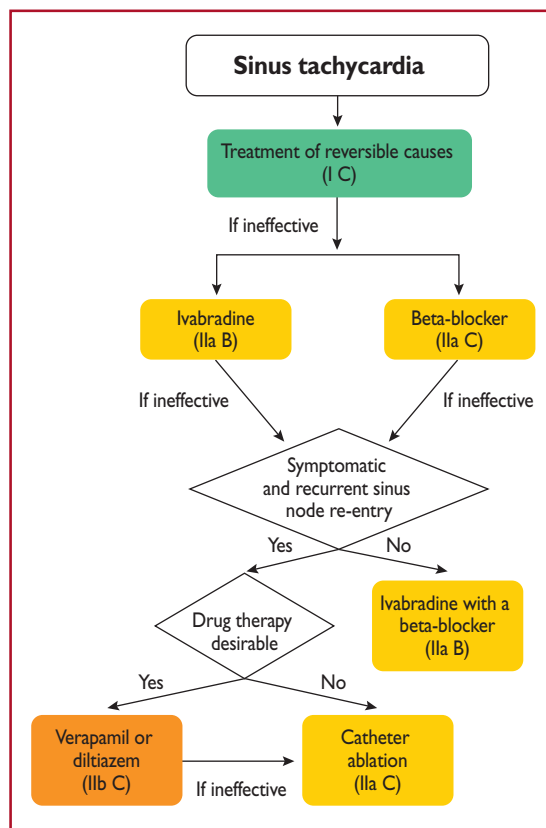 Sinus tachycardia
Treatment of reversible causes
(I C)
If ineffective
Ivabradine
(IIa B)
Beta-blocker
(IIa C)
If ineffective
If ineffective
Symptomatic
and recurrent sinus
node re-entry
Yes
No
Drug therapy
desirable
Ivabradine with a
beta-blocker
(IIa B)
Yes
No
Verapamil or
diltiazem
(IIb C)
If ineffective
Catheter
ablation
(IIa C)